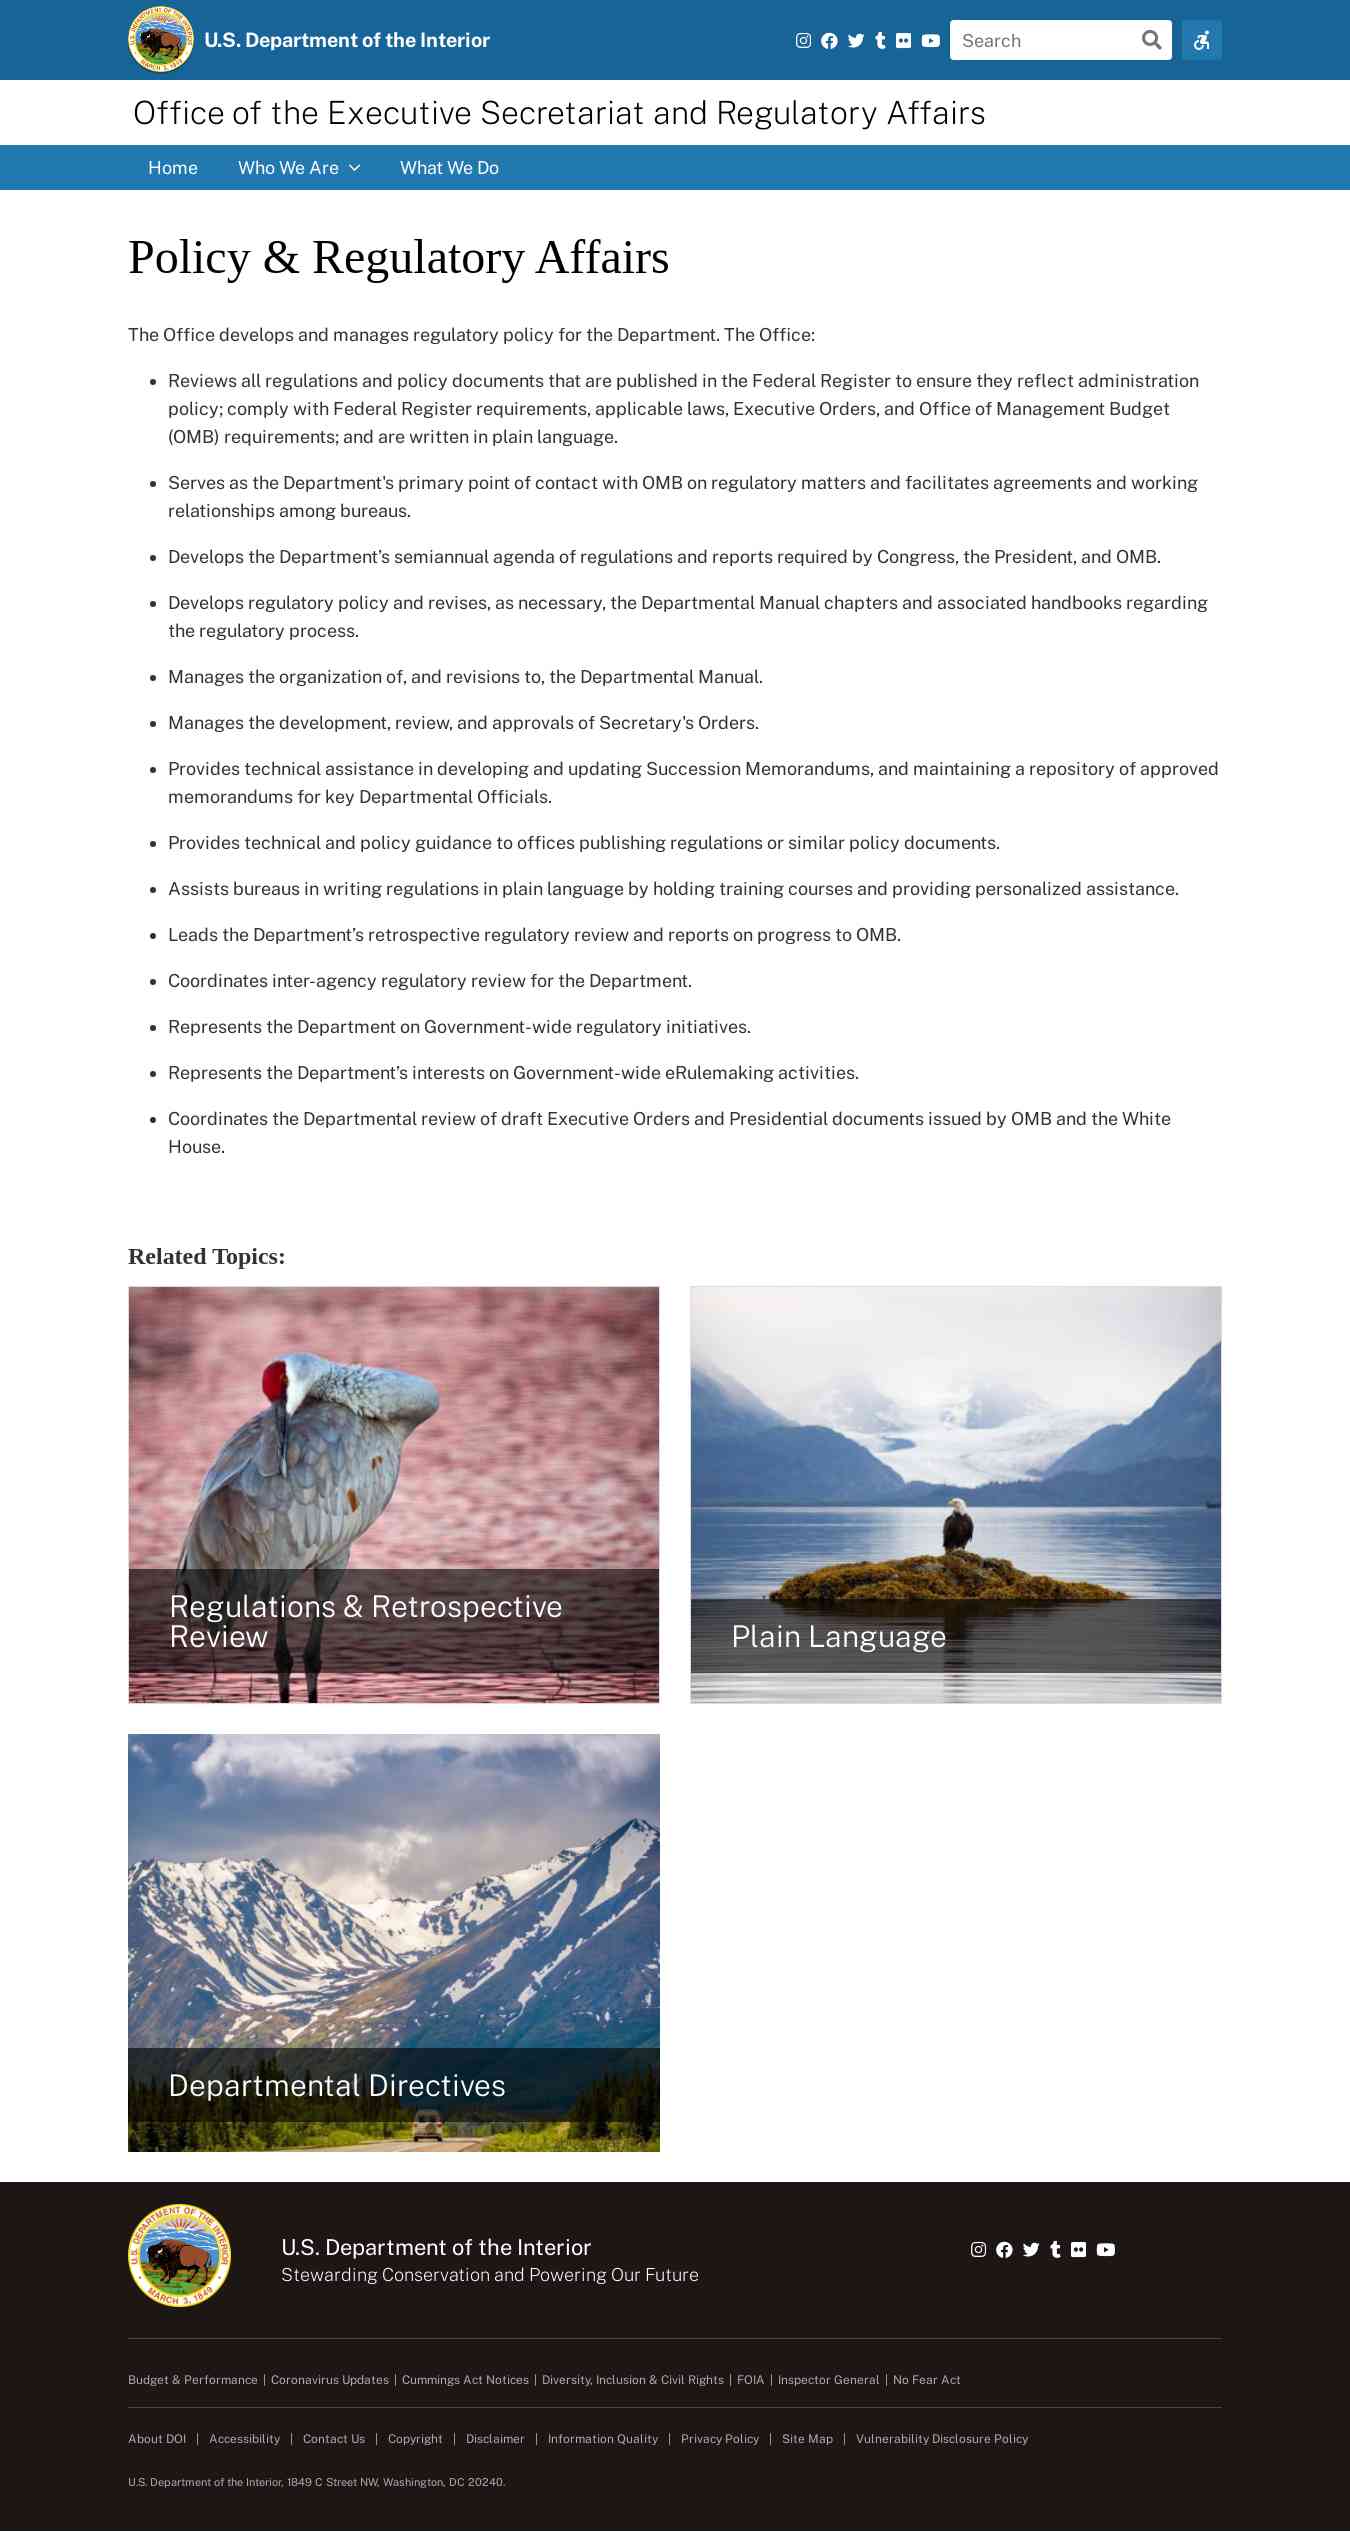 U.S. Department of the Interior
Search
Office of the Executive Secretariat and Regulatory Affairs
Home
Who We Are
What We Do
Policy & Regulatory Affairs
The Office develops and manages regulatory policy for the Department. The Office:
• Reviews all regulations and policy documents that are published in the Federal Register to ensure they reflect administration
policy; comply with Federal Register requirements, applicable laws, Executive Orders, and Office of Management Budget
(OMB) requirements; and are written in plain language.
• Serves as the Department's primary point of contact with OMB on regulatory matters and facilitates agreements and working
relationships among bureaus.
• Develops the Department’s semiannual agenda of regulations and reports required by Congress, the President, and OMB.
• Develops regulatory policy and revises, as necessary, the Departmental Manual chapters and associated handbooks regarding
the regulatory process.
• Manages the organization of, and revisions to, the Departmental Manual.
• Manages the development, review, and approvals of Secretary's Orders.
• Provides technical assistance in developing and updating Succession Memorandums, and maintaining a repository of approved
memorandums for key Departmental Officials.
• Provides technical and policy guidance to offices publishing regulations or similar policy documents.
• Assists bureaus in writing regulations in plain language by holding training courses and providing personalized assistance.
• Leads the Department’s retrospective regulatory review and reports on progress to OMB.
• Coordinates inter-agency regulatory review for the Department.
• Represents the Department on Government-wide regulatory initiatives.
• Represents the Department’s interests on Government-wide eRulemaking activities.
• Coordinates the Departmental review of draft Executive Orders and Presidential documents issued by OMB and the White
House.
Related Topics:
Regulations & Retrospective
Review
Plain Language
Departmental Directives
U.S. DEPARTMENT OF THE INTERIOR
MARCH 3, 1849
U.S. Department of the Interior
Stewarding Conservation and Powering Our Future
Budget & Performance | Coronavirus Updates | Cummings Act Notices | Diversity, Inclusion & Civil Rights | FOIA | Inspector General | No Fear Act
About DOI | Accessibility | Contact Us | Copyright | Disclaimer | Information Quality | Privacy Policy | Site Map | Vulnerability Disclosure Policy
U.S. Department of the Interior, 1849 C Street NW, Washington, DC 20240.